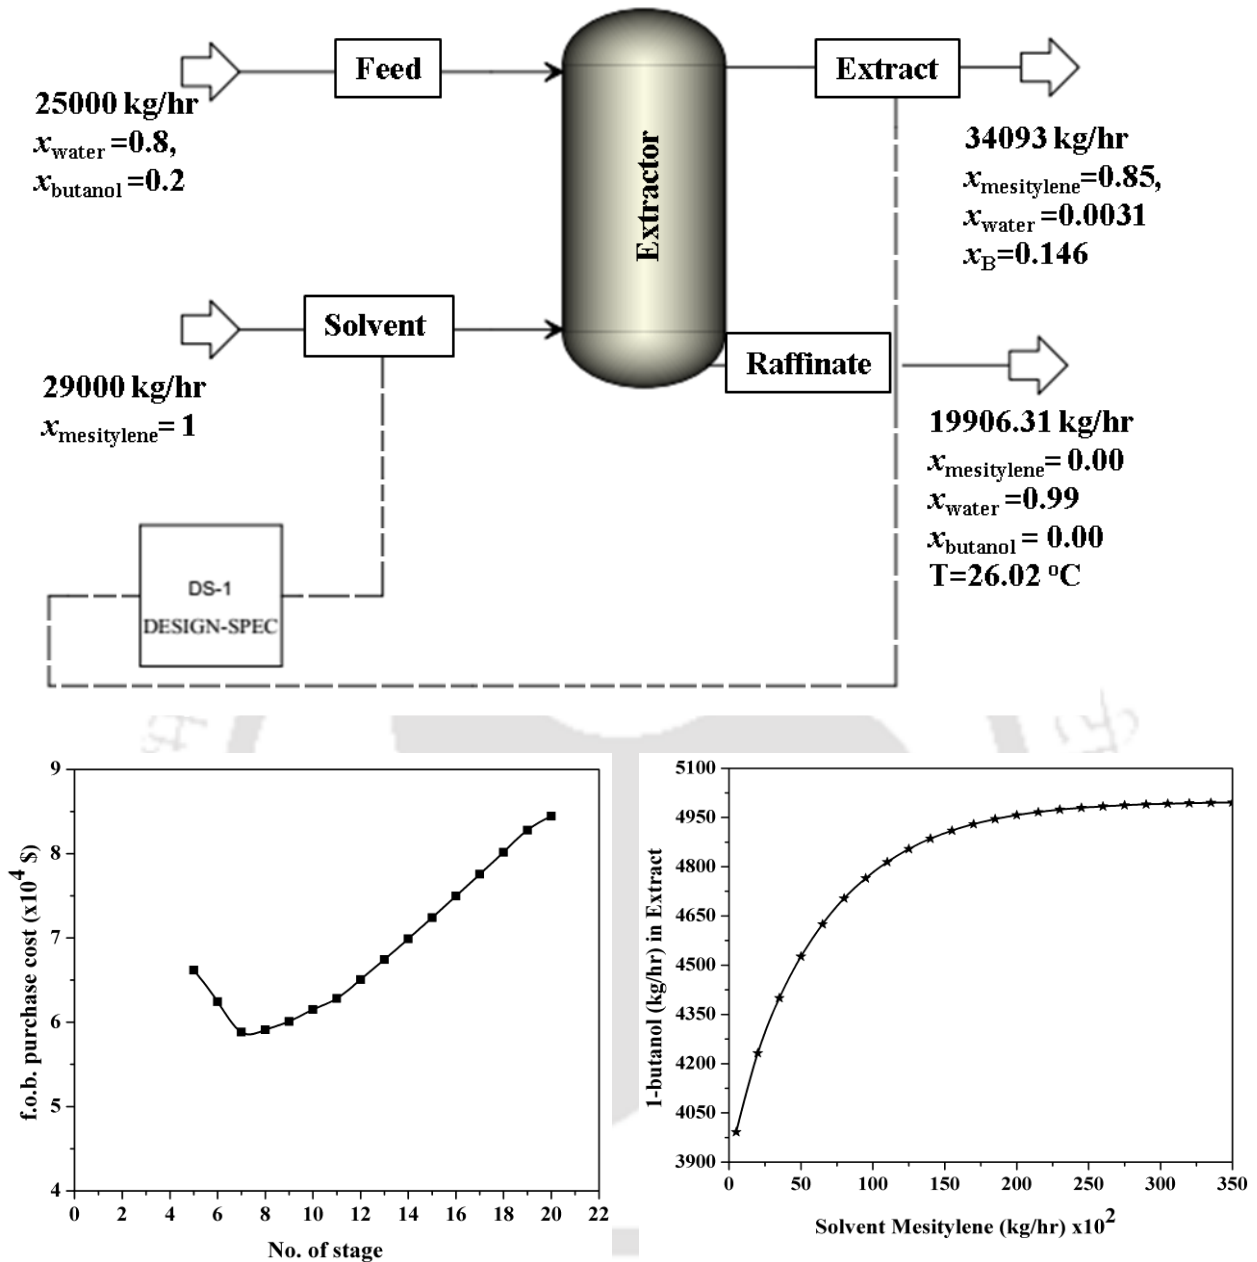 Feed
25000 kg/hr
xwater =0.8,
xbutanol =0.2
Extractor
Extract
34093 kg/hr
xmesitylene=0.85,
xwater =0.0031
xB=0.146
Solvent
29000 kg/hr
xmesitylene= 1
Raffinate
19906.31 kg/hr
xmesitylene= 0.00
xwater =0.99
xbutanol = 0.00
T=26.02 °C
DS-1
DESIGN-SPEC
f.o.b. purchase cost (x10⁴ $)
9
8
7
6
5
4
0 2 4 6 8 10 12 14 16 18 20 22
No. of stage
1-butanol (kg/hr) in Extract
5100
4950
4800
4650
4500
4350
4200
4050
3900
0 50 100 150 200 250 300 350
Solvent Mesitylene (kg/hr) x10²